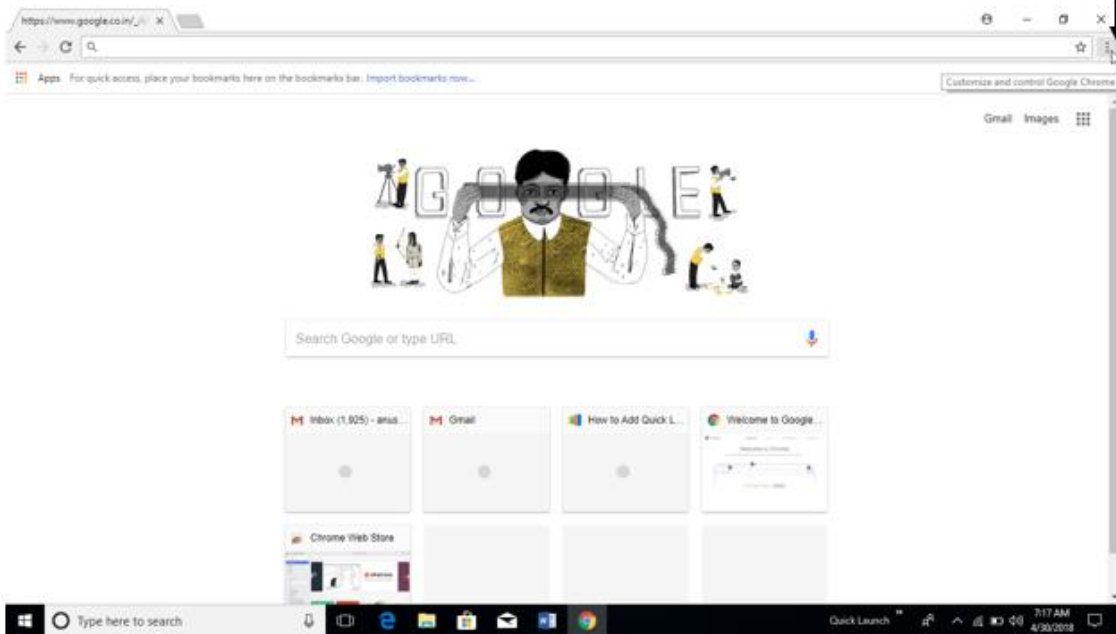 https://www.google.co.in/_/
Apps For quick access, place your bookmarks here on the bookmarks bar. Import bookmarks now...
Customize and control Google Chrome
Gmail Images
GOOGLE
Search Google or type URL
Inbox (1,925) - anus... Gmail How to Add Quick L... Welcome to Google...
Chrome Web Store
Type here to search Quick Launch 7:17 AM
4/30/2018